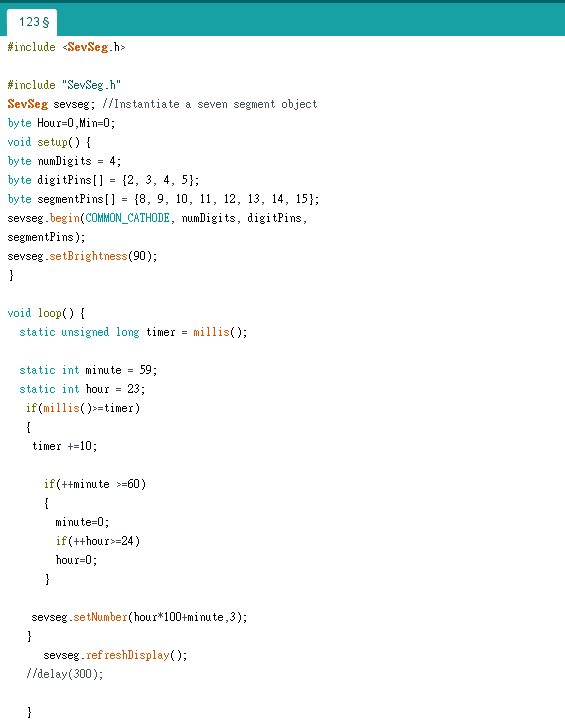 123§
#include <SevSeg.h>
#include "SevSeg.h"
SevSeg sevseg; //Instantiate a seven segment object
byte Hour=0,Min=0;
void setup() {
byte numDigits = 4;
byte digitPins[] = {2, 3, 4, 5};
byte segmentPins[] = {8, 9, 10, 11, 12, 13, 14, 15};
sevseg.begin(COMMON_CATHODE, numDigits, digitPins,
segmentPins);
sevseg.setBrightness(90);
}
void loop() {
static unsigned long timer = millis();
static int minute = 59;
static int hour = 23;
if(millis()>=timer)
{
timer +=10;
if(++minute >=60)
{
minute=0;
if(++hour>=24)
hour=0;
}
sevseg.setNumber(hour*100+minute,3);
}
sevseg.refreshDisplay();
//delay(300);
}